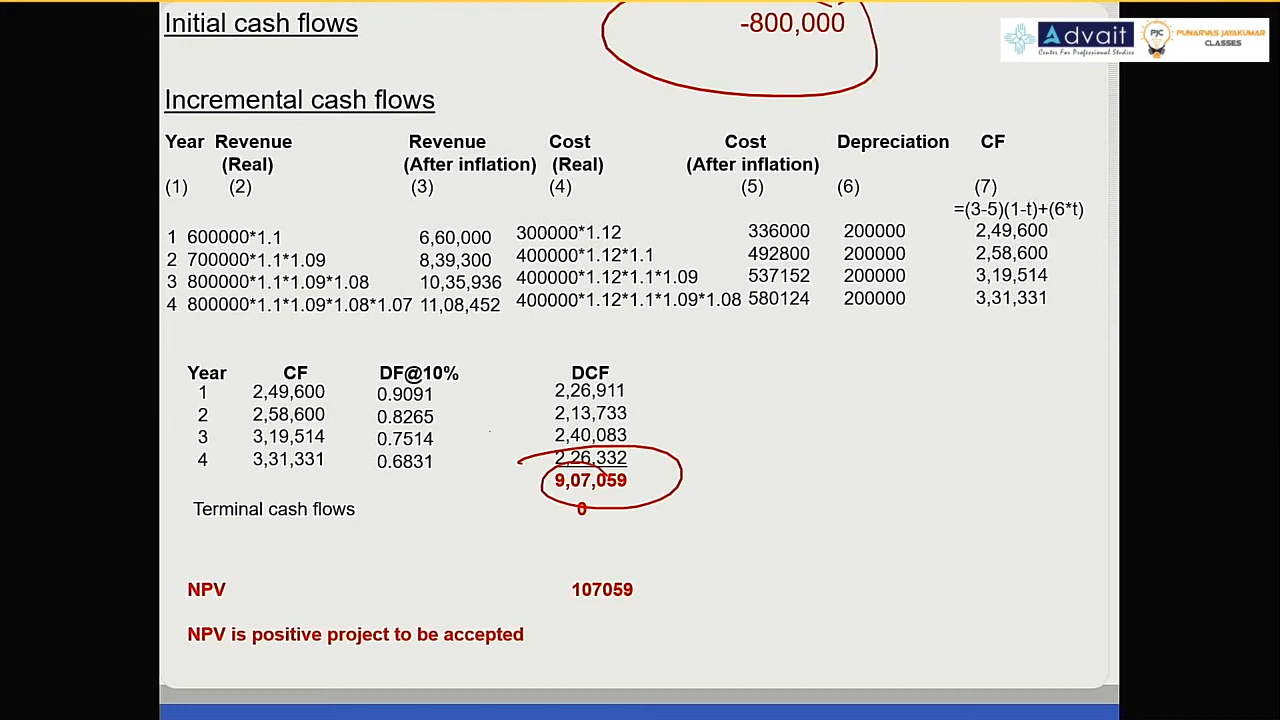 Initial cash flows -800,000
Advait
Center For Professional Studies
PJC
PUNARVAS JAYAKUMAR
CLASSES
Incremental cash flows
Year Revenue Revenue Cost Cost Depreciation CF
(Real) (After inflation) (Real) (After inflation)
(1) (2) (3) (4) (5) (6) (7)
=(3-5)(1-t)+(6*t)
1 600000*1.1 6,60,000 300000*1.12 336000 200000 2,49,600
2 700000*1.1*1.09 8,39,300 400000*1.12*1.1 492800 200000 2,58,600
3 800000*1.1*1.09*1.08 10,35,936 400000*1.12*1.1*1.09 537152 200000 3,19,514
4 800000*1.1*1.09*1.08*1.07 11,08,452 400000*1.12*1.1*1.09*1.08 580124 200000 3,31,331
Year CF DF@10% DCF
1 2,49,600 0.9091 2,26,911
2 2,58,600 0.8265 2,13,733
3 3,19,514 0.7514 2,40,083
4 3,31,331 0.6831 2,26,332
9,07,059
Terminal cash flows 0
NPV 107059
NPV is positive project to be accepted